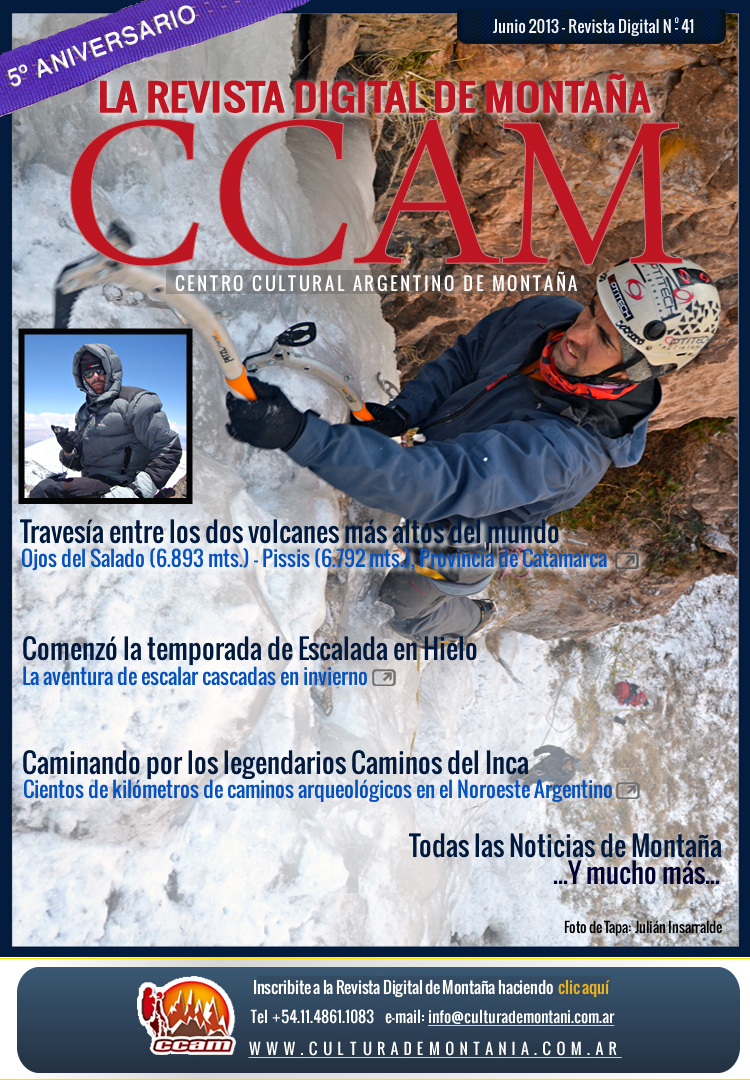 5º ANIVERSARIO
Junio 2013 - Revista Digital Nº 41
LA REVISTA DIGITAL DE MONTAÑA
CCAM
CENTRO CULTURAL ARGENTINO DE MONTAÑA
Travesía entre los dos volcanes más altos del mundo
Ojos del Salado (6.893 mts.) - Pissis (6.792 mts.), Provincia de Catamarca
Comenzó la temporada de Escalada en Hielo
La aventura de escalar cascadas en invierno
Caminando por los legendarios Caminos del Inca
Cientos de kilómetros de caminos arqueológicos en el Noroeste Argentino
Todas las Noticias de Montaña
...Y mucho más...
Foto de Tapa: Julián Insarralde
Inscribite a la Revista Digital de Montaña haciendo clic aquí
Tel +54.11.4861.1083 e-mail: info@culturademontani.com.ar
ccam
WWW.CULTURADEMONTANIA.COM.AR